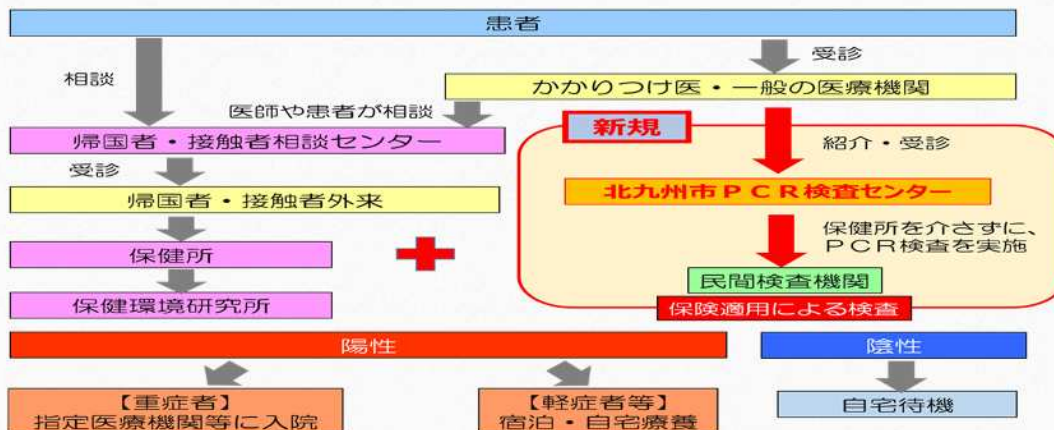 患者
相談
受診
かかりつけ医・一般の医療機関
医師や患者が相談
新規
帰国者・接触者相談センター
紹介・受診
受診
北九州市PCR検査センター
帰国者・接触者外来
保健所を介さずに、
PCR検査を実施
保健所
民間検査機関
保健環境研究所
保険適用による検査
陽性
陰性
【重症者】
指定医療機関等に入院
【軽症者等】
宿泊・自宅療養
自宅待機